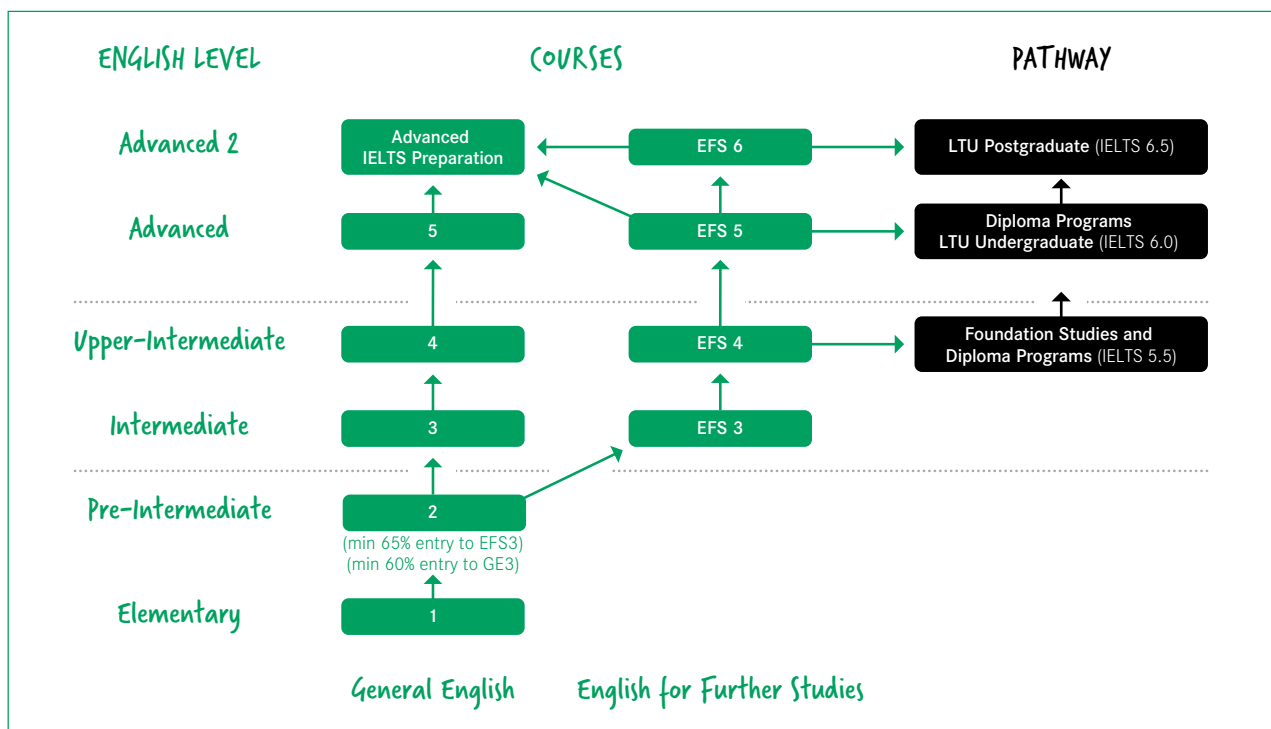 ENGLISH LEVEL
COURSES
PATHWAY
Advanced 2
Advanced
IELTS Preparation
EFS 6
LTU Postgraduate (IELTS 6.5)
Advanced
5
EFS 5
Diploma Programs
LTU Undergraduate (IELTS 6.0)
Upper-Intermediate
4
EFS 4
Foundation Studies and
Diploma Programs (IELTS 5.5)
Intermediate
3
EFS 3
Pre-Intermediate
2
(min 65% entry to EFS3)
(min 60% entry to GE3)
Elementary
1
General English
English for Further Studies